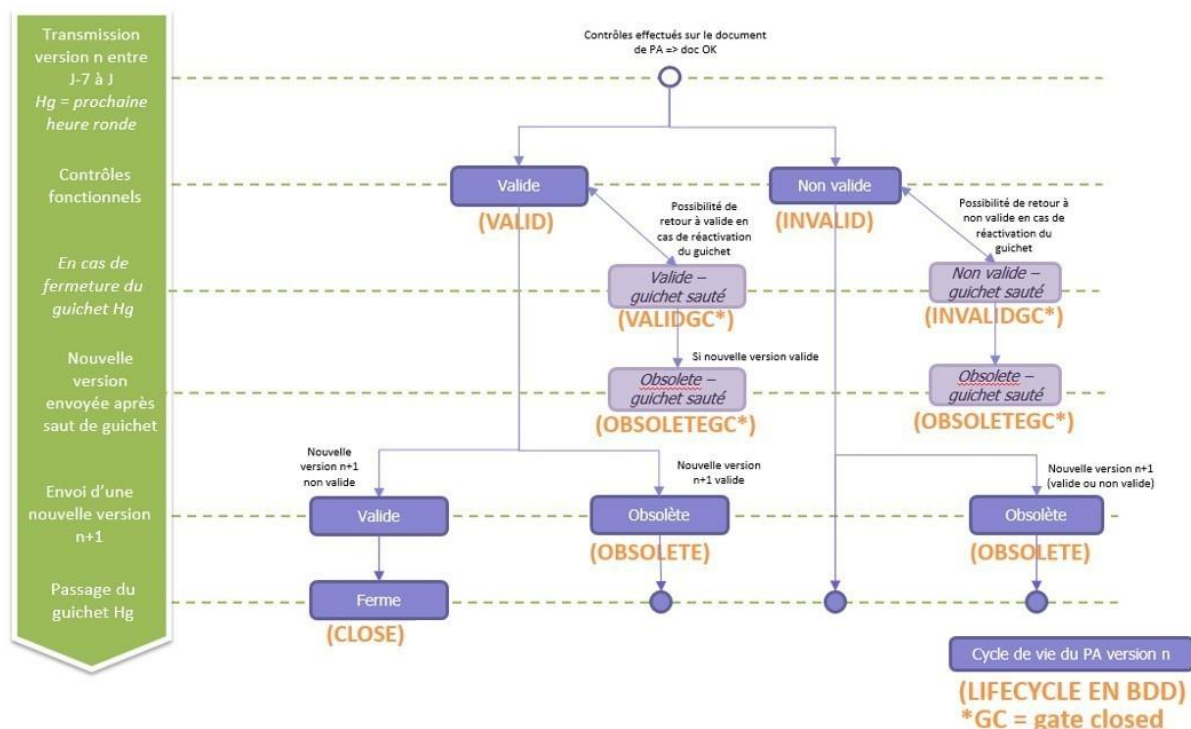 Transmission
version n entre
J-7 à J
Hg = prochaine
heure ronde
Contrôles effectués sur le document
de PA => doc OK
Contrôles
fonctionnels
Valide
(VALID)
Non valide
(INVALID)
Possibilité de
retour à valide en
cas de réactivation
du guichet
Possibilité de retour à
non valide en cas de
réactivation du
guichet
En cas de
fermeture du
guichet Hg
Valide –
guichet sauté
(VALIDGC*)
Non valide –
guichet sauté
(INVALIDGC*)
Nouvelle
version
envoyée après
saut de guichet
Si nouvelle version valide
Obsolete –
guichet sauté
(OBSOLETEGC*)
Obsolete –
guichet sauté
(OBSOLETEGC*)
Envoi d’une
nouvelle version
n+1
Nouvelle
version n+1
non valide
Valide
Nouvelle version
n+1 valide
Obsolète
(OBSOLETE)
Nouvelle version n+1
(valide ou non valide)
Obsolète
(OBSOLETE)
Passage du
guichet Hg
Ferme
(CLOSE)
Cycle de vie du PA version n
(LIFECYCLE EN BDD)
*GC = gate closed